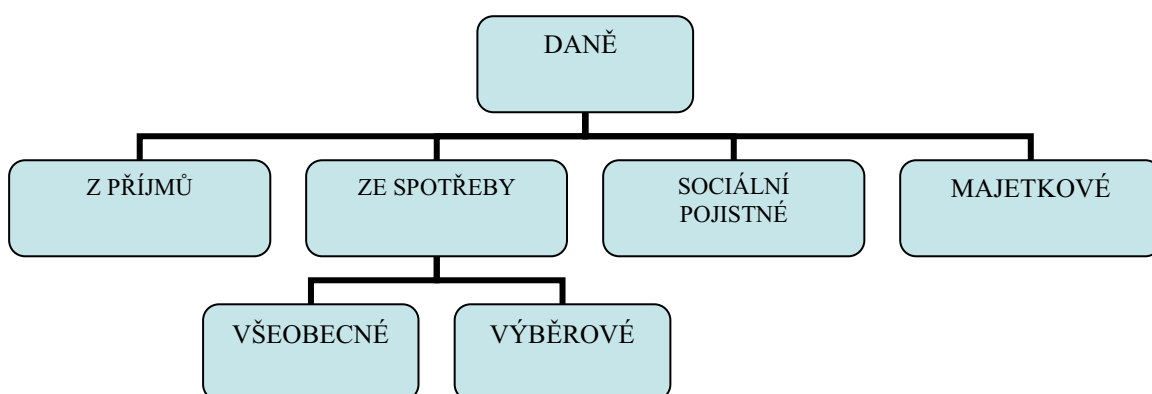 DANĚ
Z PŘÍJMŮ
ZE SPOTŘEBY
SOCIÁLNÍ
POJISTNÉ
MAJETKOVÉ
VŠEOBECNÉ
VÝBĚROVÉ